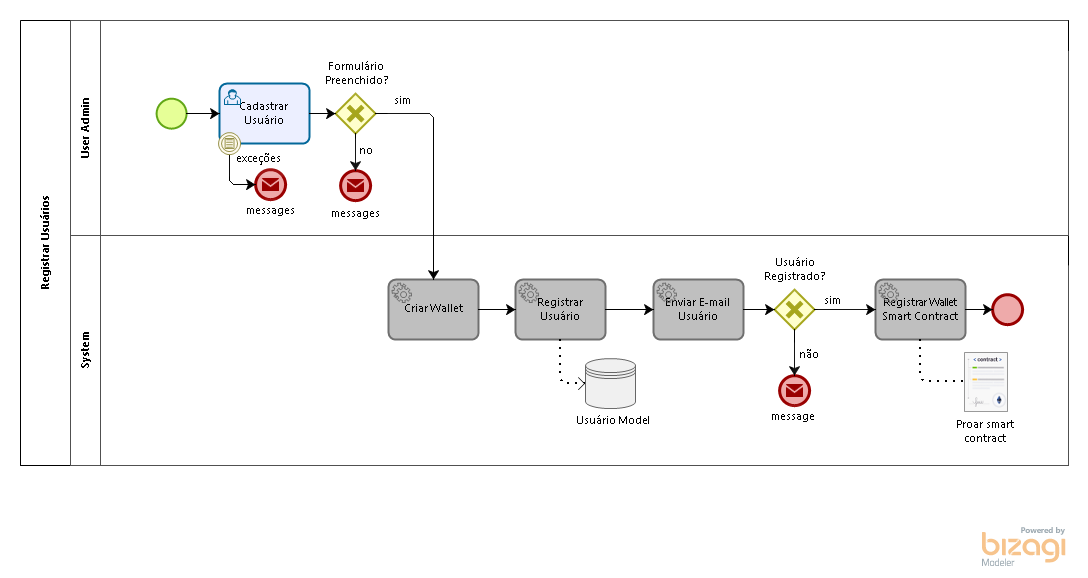 Registrar Usuários
User Admin
Cadastrar
Usuário
exceções
messages
Formulário
Preenchido?
sim
no
messages
System
Criar Wallet
Registrar
Usuário
Usuário Model
Enviar E-mail
Usuário
Usuário
Registrado?
sim
não
message
Registrar Wallet
Smart Contract
< contract >
Proar smart
contract
Powered by
bizagi
Modeler